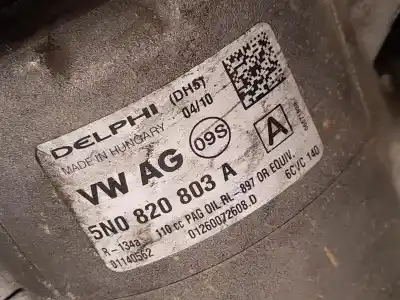 DELPHI (DH5)
MADE IN HUNGARY 04/10
VW AG 09S A
5N0 820 803 A
R-134a 110 cc PAG OIL RL-897 OR EQUIV. 6CVC 140
01140562 01260072608.D